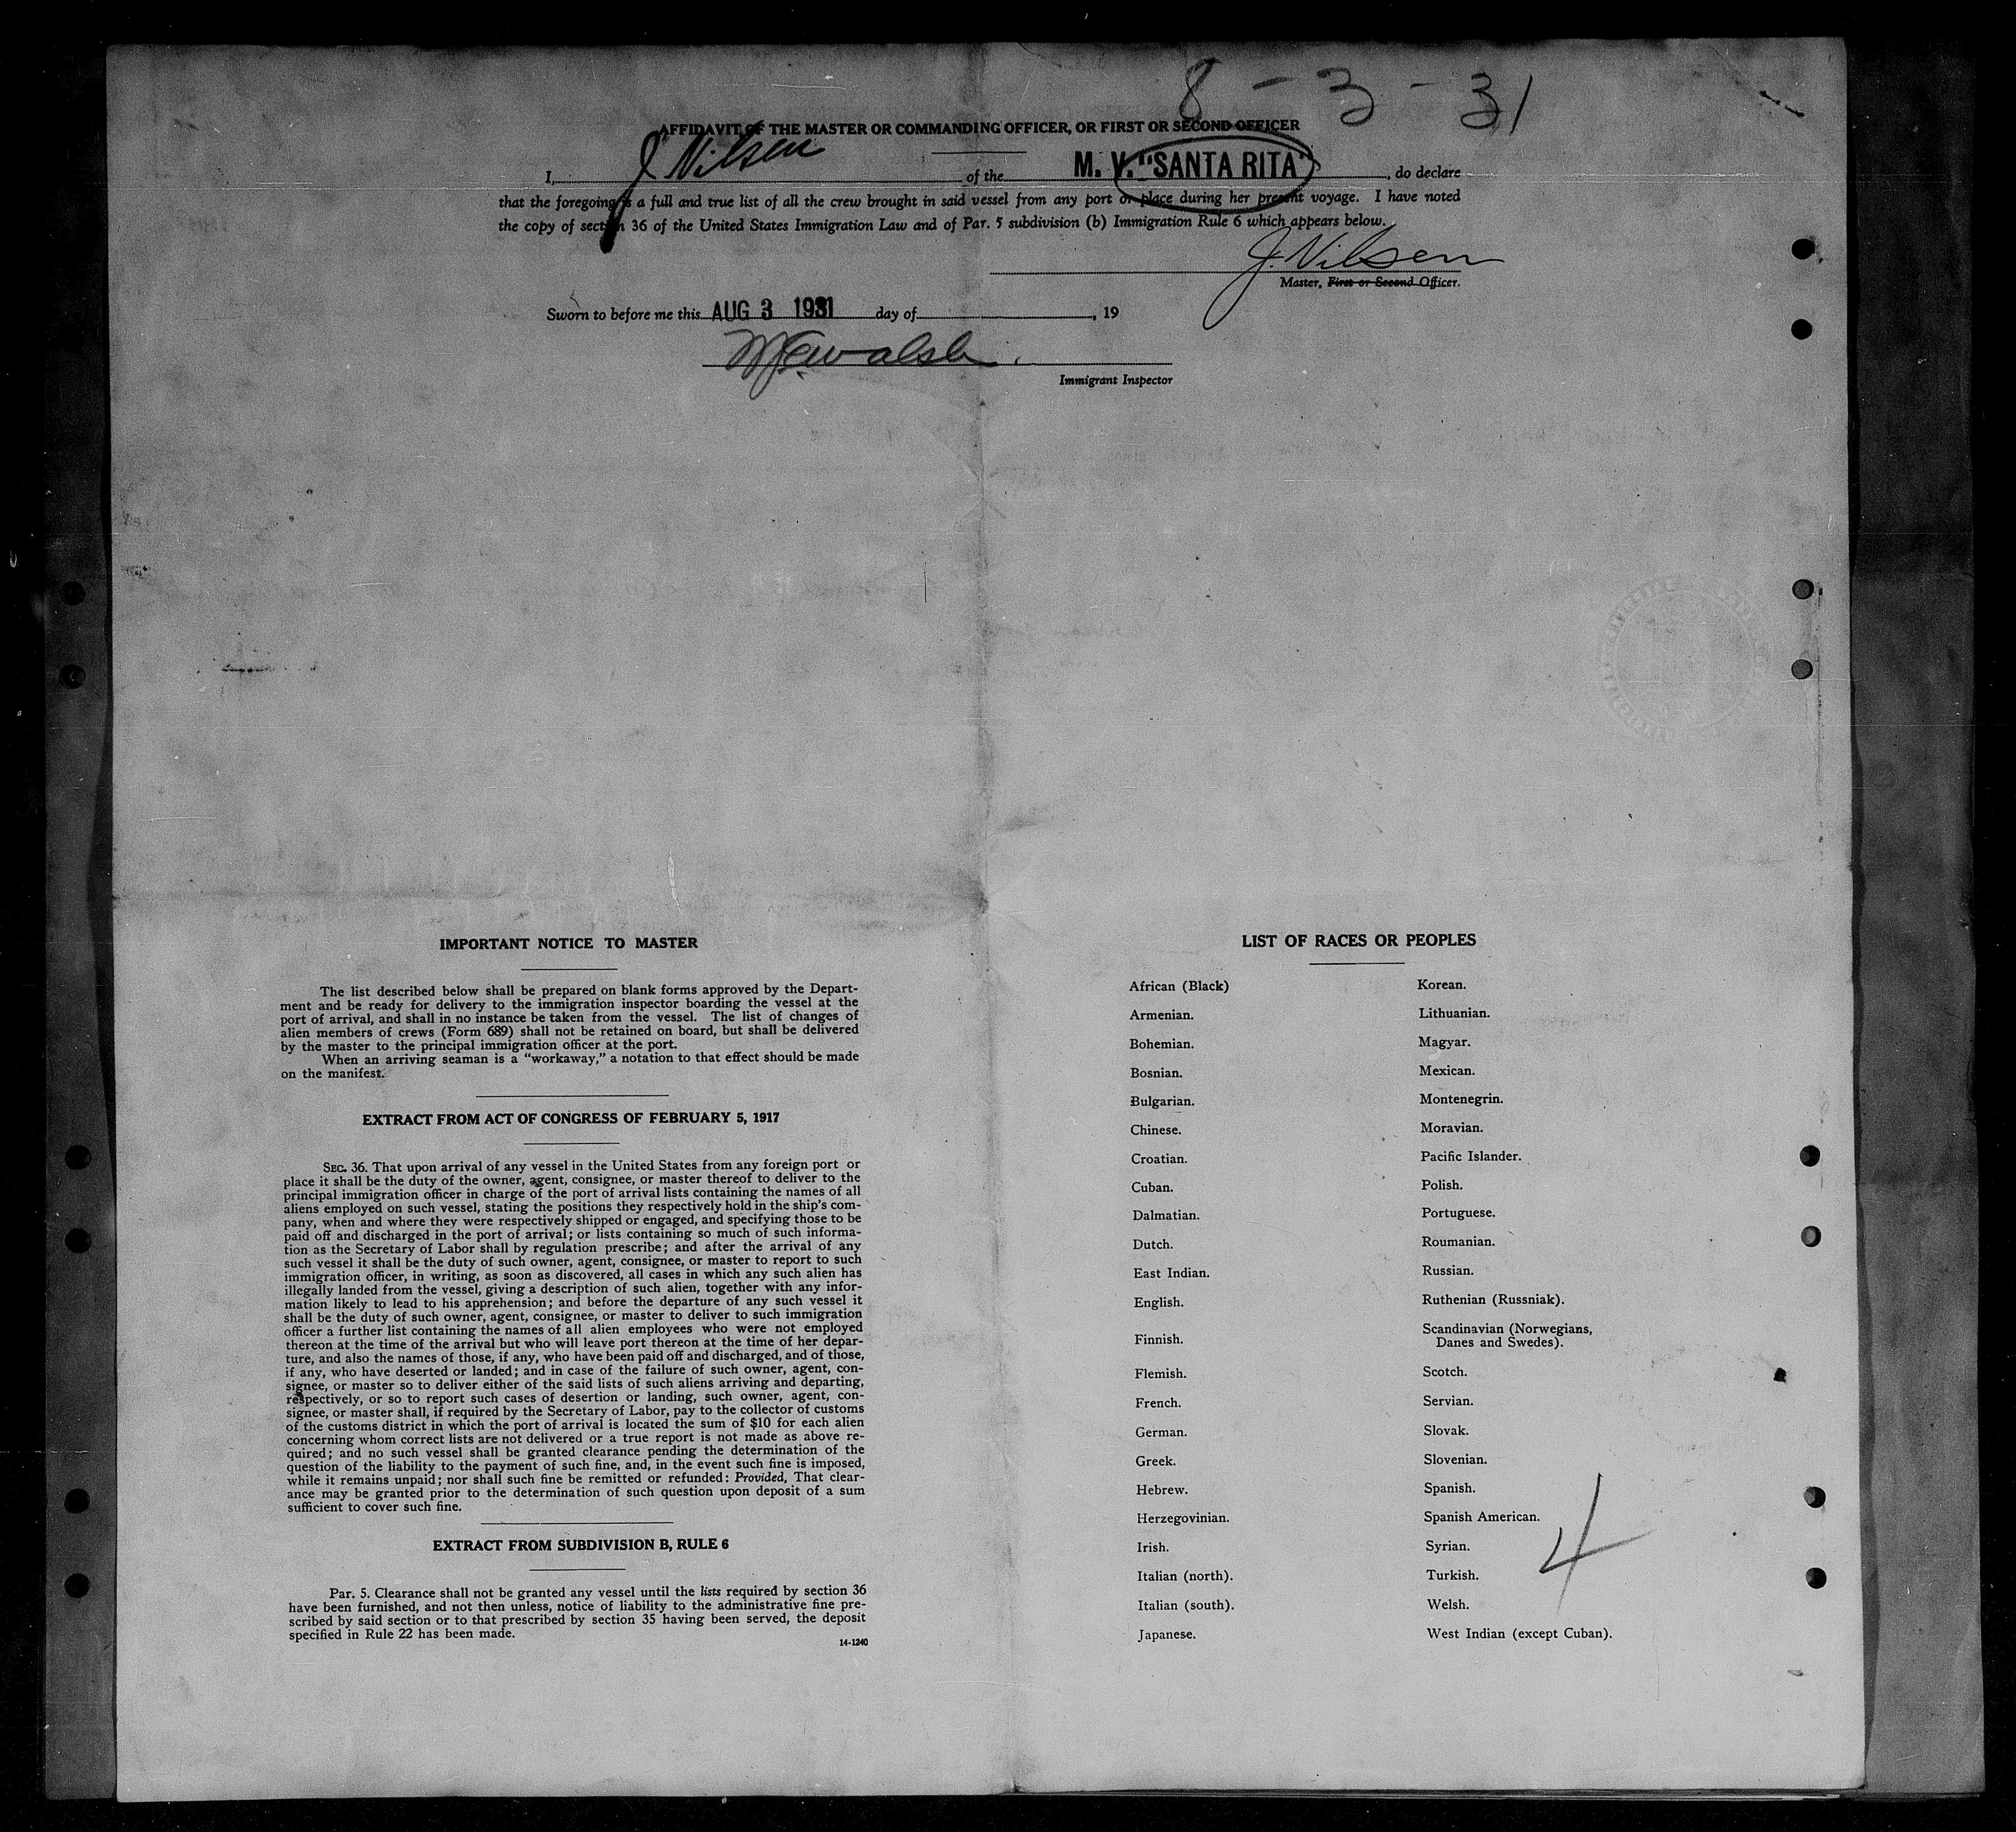 8 - 3 - 31
AFFIDAVIT OF THE MASTER OR COMMANDING OFFICER, OR FIRST OR SECOND OFFICER
I, J Nilsen of the M. V. "SANTA RITA", do declare
that the foregoing is a full and true list of all the crew brought in said vessel from any port or place during her present voyage. I have noted
the copy of section 36 of the United States Immigration Law and of Par. 5 subdivision (b) Immigration Rule 6 which appears below.
J. Nilsen
Master, First or Second Officer.
Sworn to before me this AUG 3 1931 day of , 19
Walsh
Immigrant Inspector
IMPORTANT NOTICE TO MASTER
The list described below shall be prepared on blank forms approved by the Depart-
ment and be ready for delivery to the immigration inspector boarding the vessel at the
port of arrival, and shall in no instance be taken from the vessel. The list of changes of
alien members of crews (Form 689) shall not be retained on board, but shall be delivered
by the master to the principal immigration officer at the port.
When an arriving seaman is a "workaway," a notation to that effect should be made
on the manifest.
EXTRACT FROM ACT OF CONGRESS OF FEBRUARY 5, 1917
SEC. 36. That upon arrival of any vessel in the United States from any foreign port or
place it shall be the duty of the owner, agent, consignee, or master thereof to deliver to the
principal immigration officer in charge of the port of arrival lists containing the names of all
aliens employed on such vessel, stating the positions they respectively hold in the ship's com-
pany, when and where they were respectively shipped or engaged, and specifying those to be
paid off and discharged in the port of arrival; or lists containing so much of such informa-
tion as the Secretary of Labor shall by regulation prescribe; and after the arrival of any
such vessel it shall be the duty of such owner, agent, consignee, or master to report to such
immigration officer, in writing, as soon as discovered, all cases in which any such alien has
illegally landed from the vessel, giving a description of such alien, together with any infor-
mation likely to lead to his apprehension; and before the departure of any such vessel it
shall be the duty of such owner, agent, consignee, or master to deliver to such immigration
officer a further list containing the names of all alien employees who were not employed
thereon at the time of the arrival but who will leave port thereon at the time of her depar-
ture, and also the names of those, if any, who have been paid off and discharged, and of those,
if any, who have deserted or landed; and in case of the failure of such owner, agent, con-
signee, or master so to deliver either of the said lists of such aliens arriving and departing,
respectively, or so to report such cases of desertion or landing, such owner, agent, con-
signee, or master shall, if required by the Secretary of Labor, pay to the collector of customs
of the customs district in which the port of arrival is located the sum of $10 for each alien
concerning whom correct lists are not delivered or a true report is not made as above re-
quired; and no such vessel shall be granted clearance pending the determination of the
question of the liability to the payment of such fine, and, in the event such fine is imposed,
while it remains unpaid; nor shall such fine be remitted or refunded: Provided, That clear-
ance may be granted prior to the determination of such question upon deposit of a sum
sufficient to cover such fine.
EXTRACT FROM SUBDIVISION B, RULE 6
Par. 5. Clearance shall not be granted any vessel until the lists required by section 36
have been furnished, and not then unless, notice of liability to the administrative fine pre-
scribed by said section or to that prescribed by section 35 having been served, the deposit
specified in Rule 22 has been made.
14-1240
LIST OF RACES OR PEOPLES
African (Black)
Armenian.
Bohemian.
Bosnian.
Bulgarian.
Chinese.
Croatian.
Cuban.
Dalmatian.
Dutch.
East Indian.
English.
Finnish.
Flemish.
French.
German.
Greek.
Hebrew.
Herzegovinian.
Irish.
Italian (north).
Italian (south).
Japanese.
Korean.
Lithuanian.
Magyar.
Mexican.
Montenegrin.
Moravian.
Pacific Islander.
Polish.
Portuguese.
Roumanian.
Russian.
Ruthenian (Russniak).
Scandinavian (Norwegians,
Danes and Swedes).
Scotch.
Servian.
Slovak.
Slovenian.
Spanish.
Spanish American.
Syrian.
Turkish.
Welsh.
West Indian (except Cuban).
4